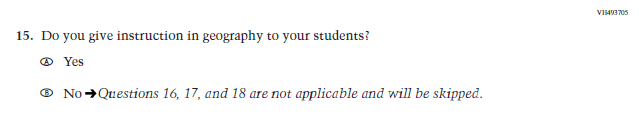 VH493705
15. Do you give instruction in geography to your students?
Ⓐ Yes
Ⓑ No ➔ Questions 16, 17, and 18 are not applicable and will be skipped.